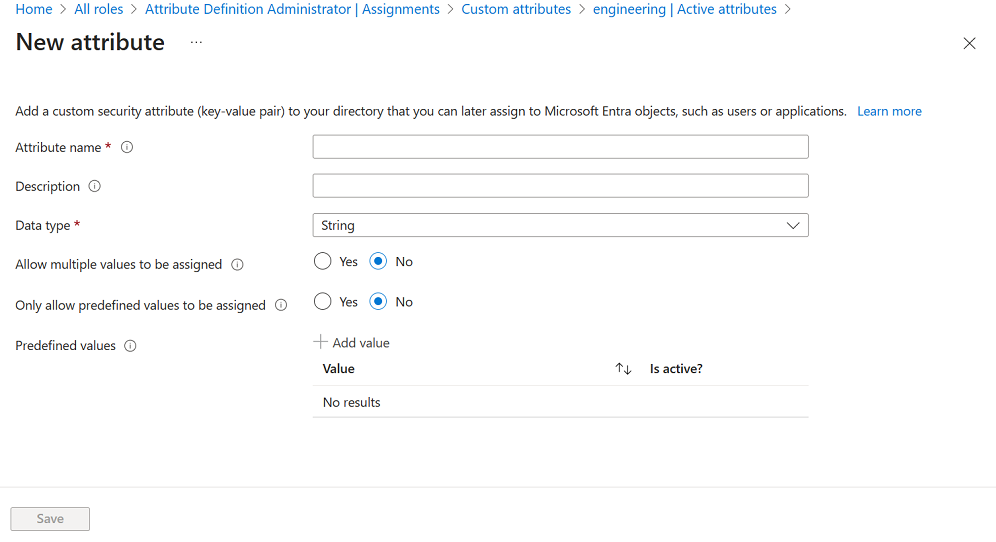 Home > All roles > Attribute Definition Administrator | Assignments > Custom attributes > engineering | Active attributes >
New attribute ...
Add a custom security attribute (key-value pair) to your directory that you can later assign to Microsoft Entra objects, such as users or applications. Learn more
Attribute name *
Description
Data type * String
Allow multiple values to be assigned Yes No
Only allow predefined values to be assigned Yes No
Predefined values + Add value
Value Is active?
No results
Save